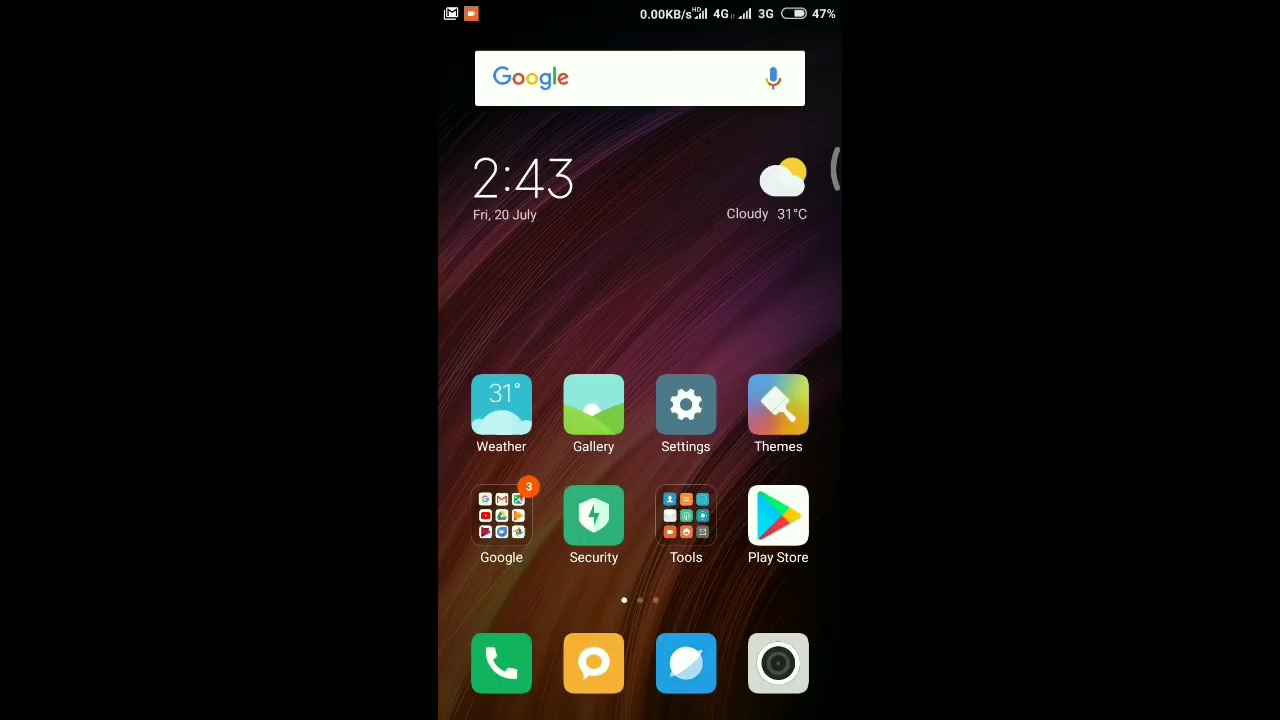 0.00KB/s HD 4G 3G 47%
Google
2:43
Fri, 20 July
Cloudy 31°C
31°
Weather Gallery Settings Themes
3
Google Security Tools Play Store